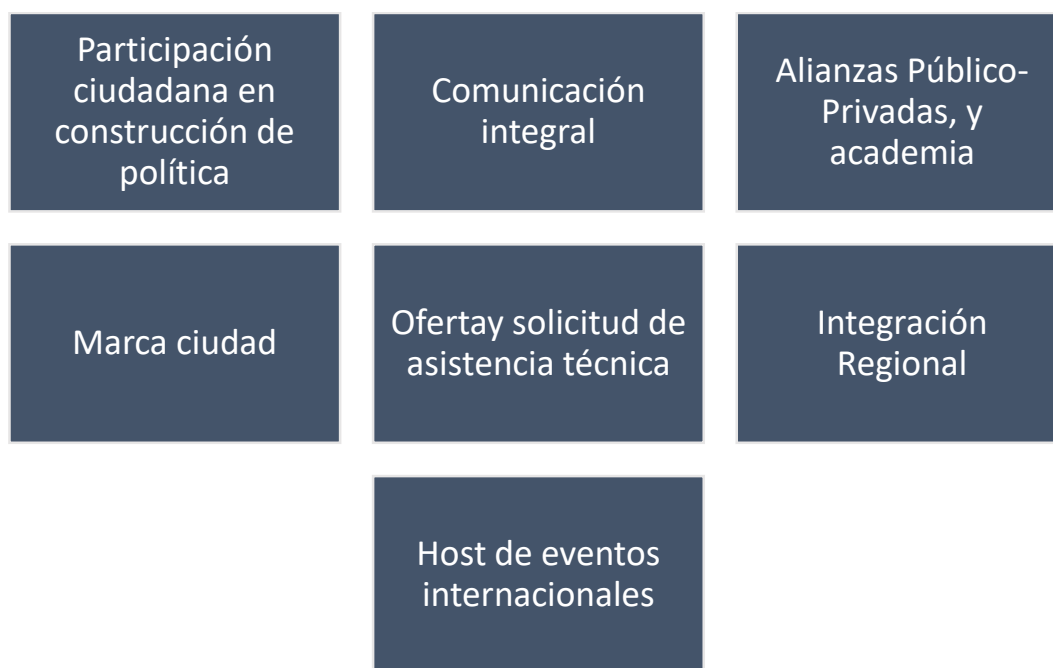 Participación
ciudadana en
construcción de
política
Comunicación
integral
Alianzas Público-
Privadas, y
academia
Marca ciudad
Ofertay solicitud de
asistencia técnica
Integración
Regional
Host de eventos
internacionales